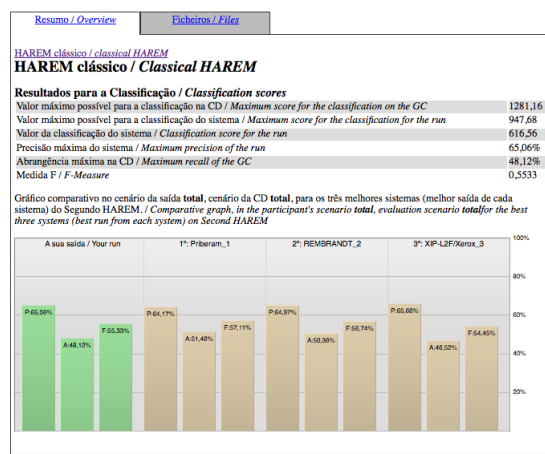 Resumo / Overview
Ficheiros / Files
HAREM clássico / classical HAREM
HAREM clássico / Classical HAREM
Resultados para a Classificação / Classification scores
Valor máximo possível para a classificação na CD / Maximum score for the classification on the GC 1281,16
Valor máximo possível para a classificação do sistema / Maximum score for the classification for the run 947,68
Valor da classificação do sistema / Classification score for the run 616,56
Precisão máxima do sistema / Maximum precision of the run 65,06%
Abrangência máxima na CD / Maximum recall of the GC 48,12%
Medida F / F-Measure 0,5533
Gráfico comparativo no cenário da saída total, cenário da CD total, para os três melhores sistemas (melhor saída de cada
sistema) do Segundo HAREM. / Comparative graph, in the participant's scenario total, evaluation scenario totalfor the best
three systems (best run from each system) on Second HAREM
A sua saída / Your run
1º: Priberam_1
2º: REMBRANDT_2
3º: XIP-L2F/Xerox_3
100%
80%
60%
40%
20%
P:65,06%
A:48,12%
F:55,33%
P:64,17%
A:51,46%
F:57,11%
P:64,97%
A:50,36%
F:56,74%
P:65,66%
A:46,52%
F:54,45%